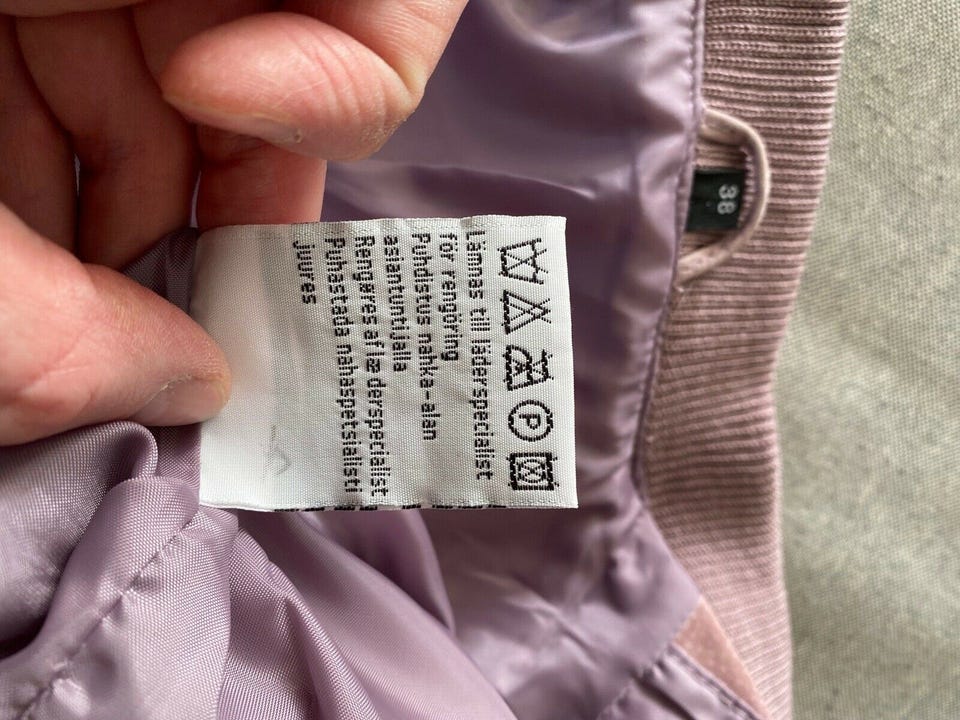 Lämnas till läderspecialist
för rengöring
Puhdistus nahka-alan
asiantuntijalla
Rengøres af læderspecialist
Puhastada nahaspetsialisti
juures
P
38